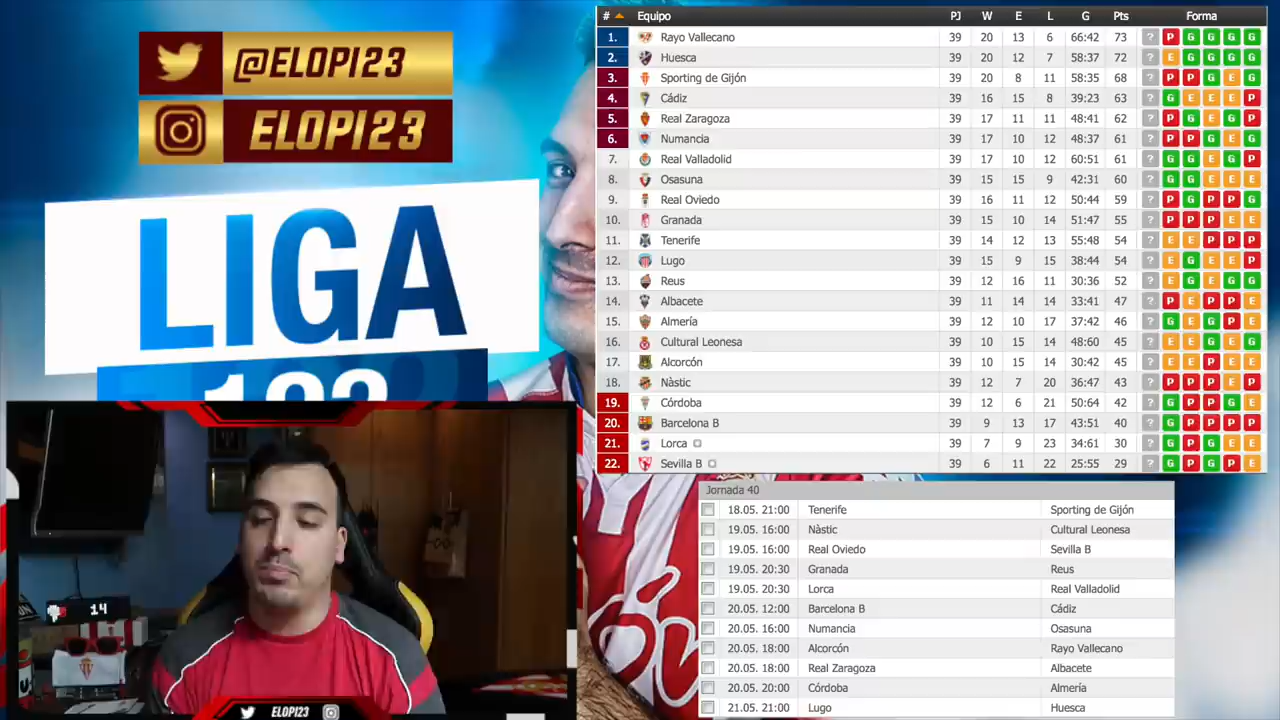 @ELOPI23
ELOPI23
LIGA
123
# Equipo PJ W E L G Pts Forma
1. Rayo Vallecano 39 20 13 6 66:42 73 ? P G G G G
2. Huesca 39 20 12 7 58:37 72 ? E G G G G
3. Sporting de Gijón 39 20 8 11 58:35 68 ? P P G E G
4. Cádiz 39 16 15 8 39:23 63 ? G E E E P
5. Real Zaragoza 39 17 11 11 48:41 62 ? P G E G P
6. Numancia 39 17 10 12 48:37 61 ? P P G E G
7. Real Valladolid 39 17 10 12 60:51 61 ? G G E G P
8. Osasuna 39 15 15 9 42:31 60 ? G G E E E
9. Real Oviedo 39 16 11 12 50:44 59 ? P G P P G
10. Granada 39 15 10 14 51:47 55 ? P P P E E
11. Tenerife 39 14 12 13 55:48 54 ? E E P P P
12. Lugo 39 15 9 15 38:44 54 ? E G E E P
13. Reus 39 12 16 11 30:36 52 ? E G E G G
14. Albacete 39 11 14 14 33:41 47 ? P E P P E
15. Almería 39 12 10 17 37:42 46 ? G E G P E
16. Cultural Leonesa 39 10 15 14 48:60 45 ? E E G E G
17. Alcorcón 39 10 15 14 30:42 45 ? E E P E E
18. Nàstic 39 12 7 20 36:47 43 ? P P P E P
19. Córdoba 39 12 6 21 50:64 42 ? G P P G E
20. Barcelona B 39 9 13 17 43:51 40 ? G P P P P
21. Lorca 39 7 9 23 34:61 30 ? G P G E E
22. Sevilla B 39 6 11 22 25:55 29 ? G P G P E
Jornada 40
18.05. 21:00 Tenerife Sporting de Gijón
19.05. 16:00 Nàstic Cultural Leonesa
19.05. 16:00 Real Oviedo Sevilla B
19.05. 20:30 Granada Reus
19.05. 20:30 Lorca Real Valladolid
20.05. 12:00 Barcelona B Cádiz
20.05. 16:00 Numancia Osasuna
20.05. 18:00 Alcorcón Rayo Vallecano
20.05. 18:00 Real Zaragoza Albacete
20.05. 20:00 Córdoba Almería
21.05. 21:00 Lugo Huesca
14
ELOPI23